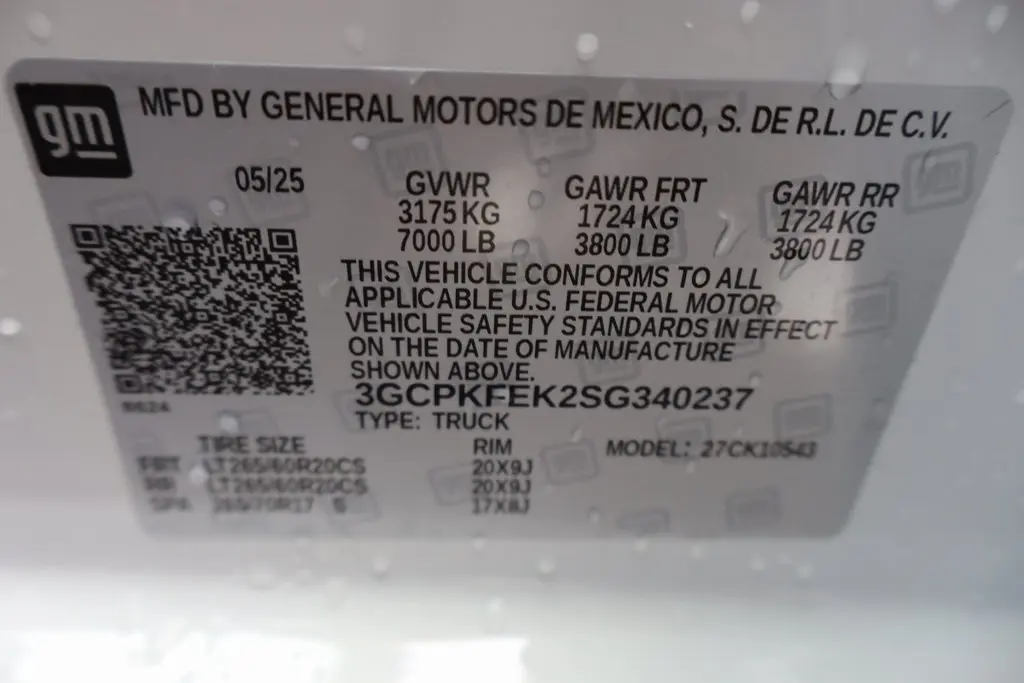 gm
MFD BY GENERAL MOTORS DE MEXICO, S. DE R.L. DE C.V.
05/25 GVWR GAWR FRT GAWR RR
3175 KG 1724 KG 1724 KG
7000 LB 3800 LB 3800 LB
THIS VEHICLE CONFORMS TO ALL
APPLICABLE U.S. FEDERAL MOTOR
VEHICLE SAFETY STANDARDS IN EFFECT
ON THE DATE OF MANUFACTURE
SHOWN ABOVE.
3GCPKFEK2SG340237
TYPE: TRUCK
TIRE SIZE RIM MODEL: 27CK10543
FRT LT265/60R20CS 20X9J
RR LT265/60R20CS 20X9J
SPA 265/70R17 S 17X8J